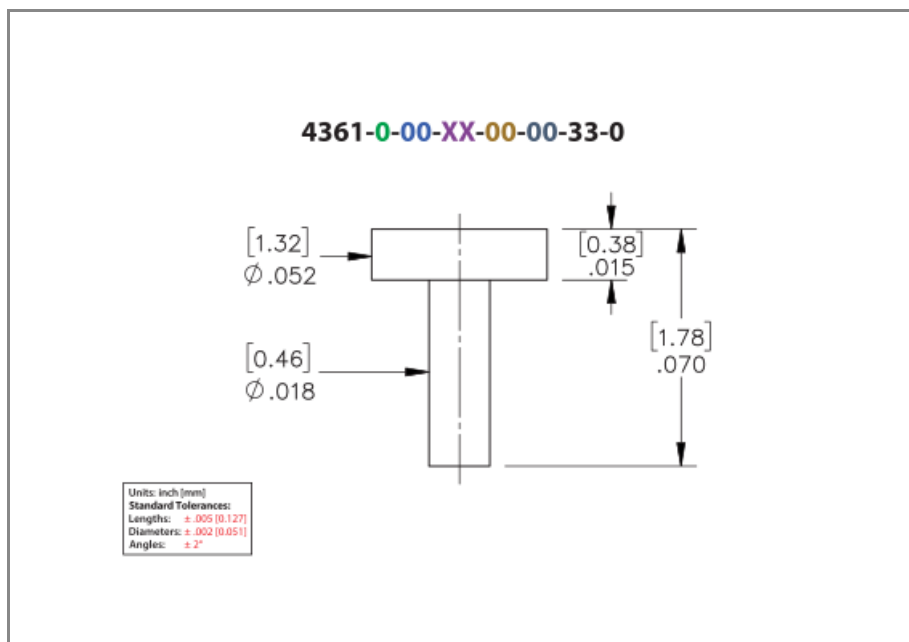 4361-0-00-XX-00-00-33-0
[1.32]
Ø.052
[0.38]
.015
[1.78]
.070
[0.46]
Ø.018
Units: inch [mm]
Standard Tolerances:
Lengths: ± .005 [0.127]
Diameters: ± .002 [0.051]
Angles: ± 2°